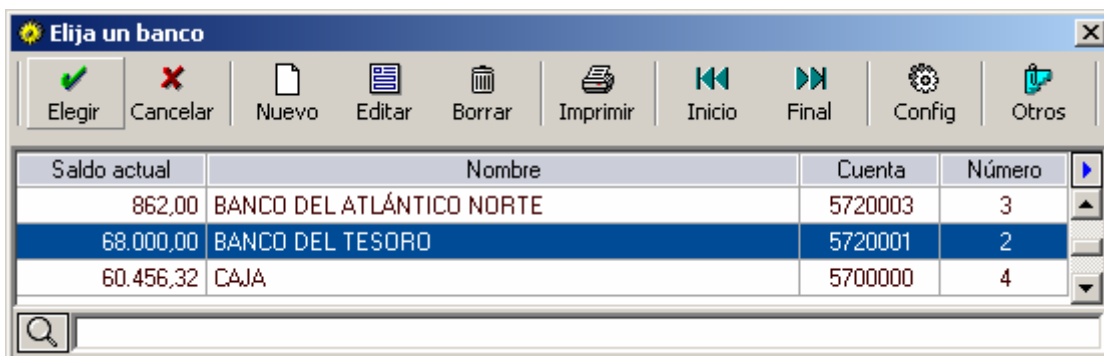 Elija un banco
Elegir Cancelar Nuevo Editar Borrar Imprimir Inicio Final Config Otros
Saldo actual Nombre Cuenta Número
862,00 BANCO DEL ATLÁNTICO NORTE 5720003 3
68.000,00 BANCO DEL TESORO 5720001 2
60.456,32 CAJA 5700000 4